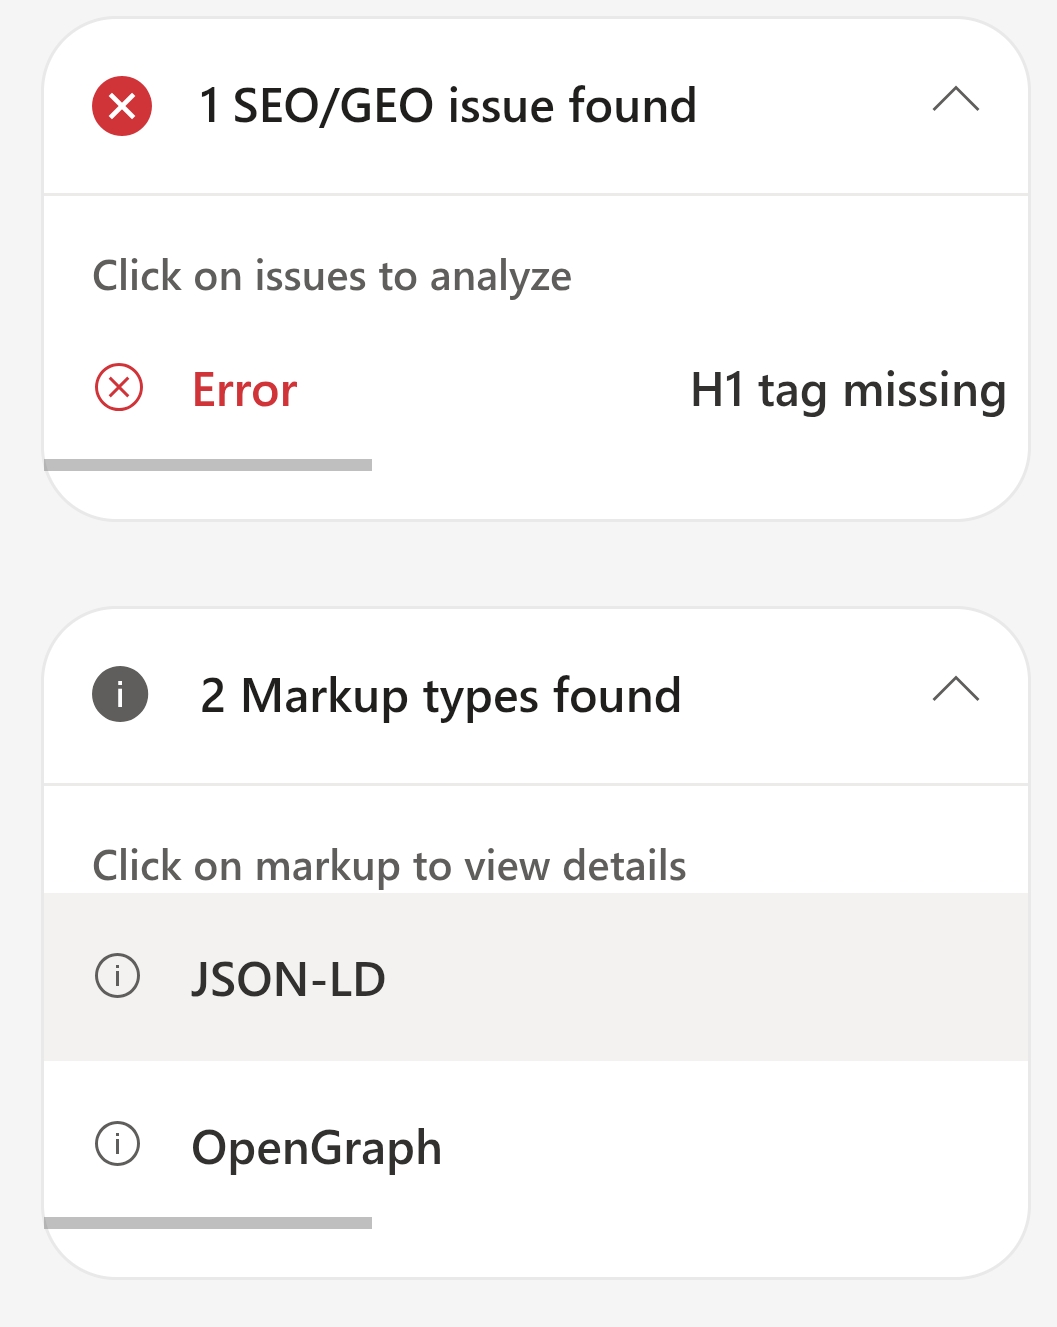 1 SEO/GEO issue found
Click on issues to analyze
Error H1 tag missing
2 Markup types found
Click on markup to view details
JSON-LD
OpenGraph